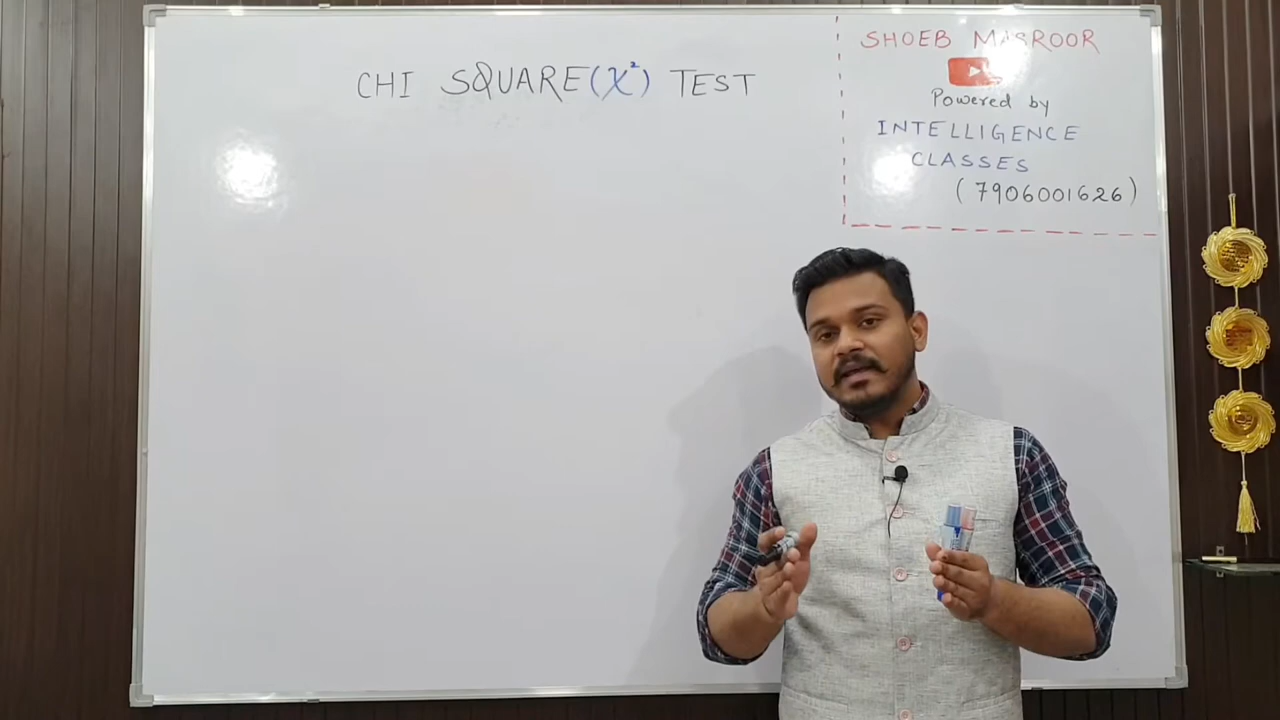 CHI SQUARE (χ²) TEST
SHOEB MASROOR
Powered by
INTELLIGENCE
CLASSES
(7906001626)